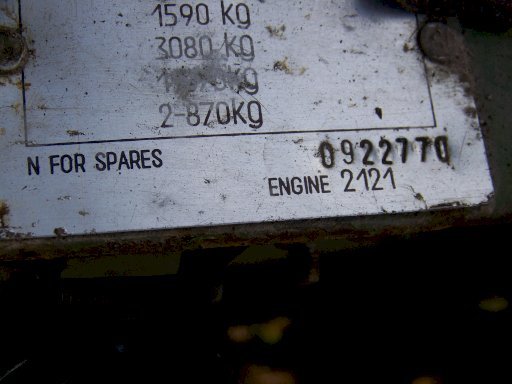 1590 KG
3080 KG
2-870KG
N FOR SPARES 0922770
ENGINE 2121